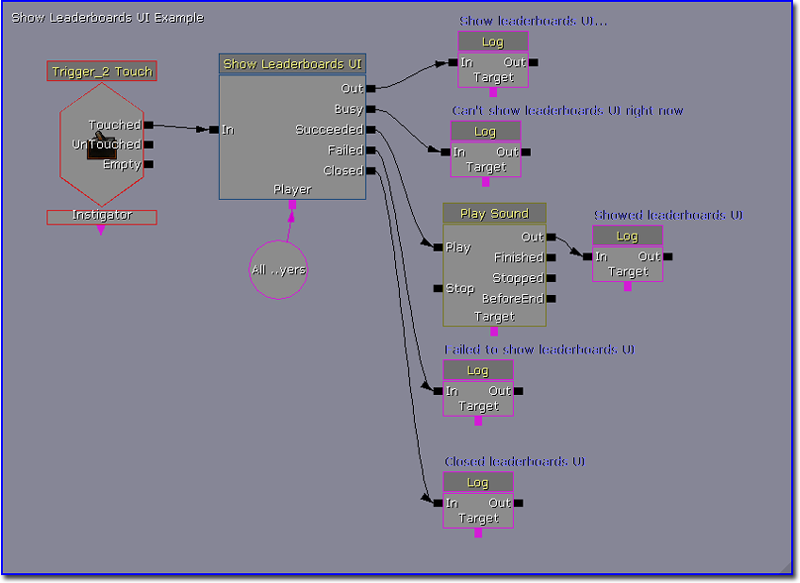 Show Leaderboards UI Example
Show leaderboards UI...
Log
In Out
Target
Trigger_2 Touch
Touched
UnTouched
Empty
Instigator
Show Leaderboards UI
In
Out
Busy
Succeeded
Failed
Closed
Player
All ..yers
Can't show leaderboards UI right now
Log
In Out
Target
Play Sound
Play
Stop
Out
Finished
Stopped
BeforeEnd
Target
Showed leaderboards UI
Log
In Out
Target
Failed to show leaderboards UI
Log
In Out
Target
Closed leaderboards UI
Log
In Out
Target